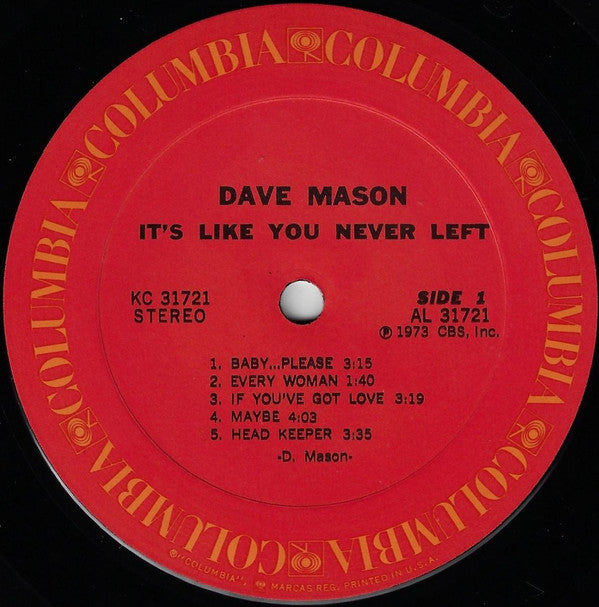 COLUMBIA COLUMBIA COLUMBIA COLUMBIA COLUMBIA COLUMBIA
DAVE MASON
IT'S LIKE YOU NEVER LEFT
KC 31721
STEREO
SIDE 1
AL 31721
Ⓟ 1973 CBS, Inc.
1. BABY...PLEASE 3:15
2. EVERY WOMAN 1:40
3. IF YOU'VE GOT LOVE 3:19
4. MAYBE 4:03
5. HEAD KEEPER 3:35
-D. Mason-
®"COLUMBIA", MARCAS REG. PRINTED IN U.S.A.